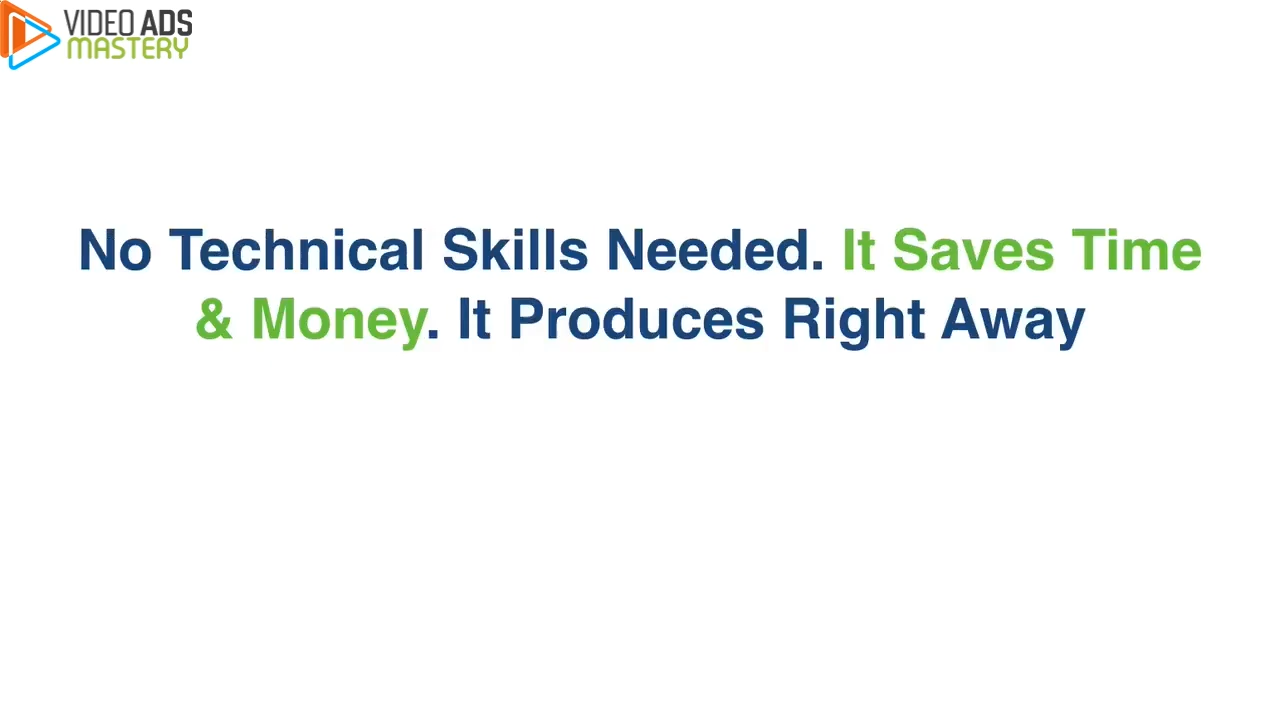 VIDEO ADS
MASTERY
No Technical Skills Needed. It Saves Time
& Money. It Produces Right Away